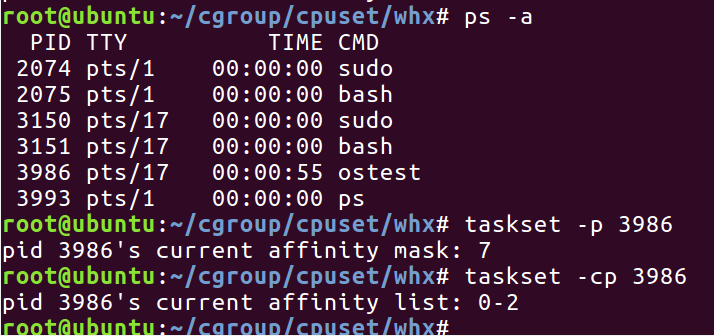 root@ubuntu:~/cgroup/cpuset/whx# ps -a
  PID TTY          TIME CMD
 2074 pts/1    00:00:00 sudo
 2075 pts/1    00:00:00 bash
 3150 pts/17   00:00:00 sudo
 3151 pts/17   00:00:00 bash
 3986 pts/17   00:00:55 ostest
 3993 pts/1    00:00:00 ps
root@ubuntu:~/cgroup/cpuset/whx# taskset -p 3986
pid 3986's current affinity mask: 7
root@ubuntu:~/cgroup/cpuset/whx# taskset -cp 3986
pid 3986's current affinity list: 0-2
root@ubuntu:~/cgroup/cpuset/whx#